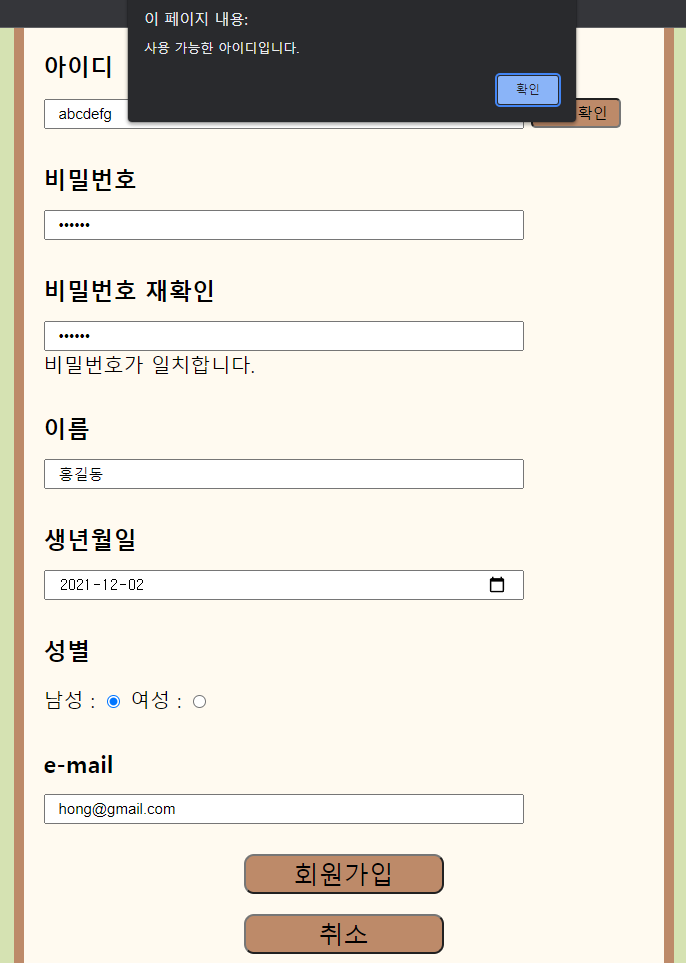 이 페이지 내용:
사용 가능한 아이디입니다.
확인
아이디
abcdefg
확인
비밀번호
••••••
비밀번호 재확인
••••••
비밀번호가 일치합니다.
이름
홍길동
생년월일
2021-12-02
성별
남성 : 여성 :
e-mail
hong@gmail.com
회원가입
취소